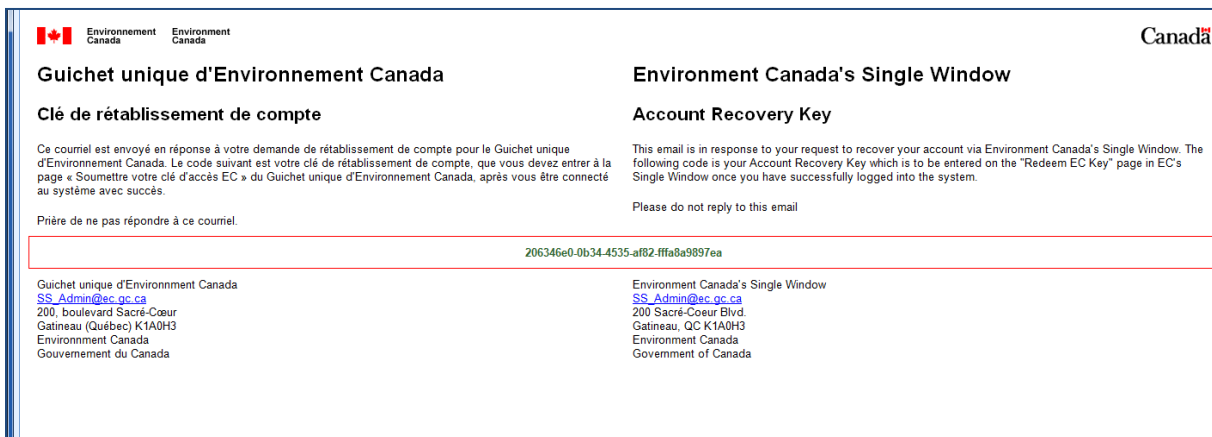 Environnement Canada
Environment Canada
Canada
Guichet unique d'Environnement Canada
Clé de rétablissement de compte
Ce courriel est envoyé en réponse à votre demande de rétablissement de compte pour le Guichet unique
d'Environnement Canada. Le code suivant est votre clé de rétablissement de compte, que vous devez entrer à la
page « Soumettre votre clé d'accès EC » du Guichet unique d'Environnement Canada, après vous être connecté
au système avec succès.
Prière de ne pas répondre à ce courriel.
Environment Canada's Single Window
Account Recovery Key
This email is in response to your request to recover your account via Environment Canada's Single Window. The
following code is your Account Recovery Key which is to be entered on the "Redeem EC Key" page in EC's
Single Window once you have successfully logged into the system.
Please do not reply to this email
206346e0-0b34-4535-af82-fffa8a9897ea
Guichet unique d'Environnment Canada
SS_Admin@ec.gc.ca
200, boulevard Sacré-Cœur
Gatineau (Québec) K1A0H3
Environnment Canada
Gouvernement du Canada
Environment Canada's Single Window
SS_Admin@ec.gc.ca
200 Sacré-Coeur Blvd.
Gatineau, QC K1A0H3
Environment Canada
Government of Canada